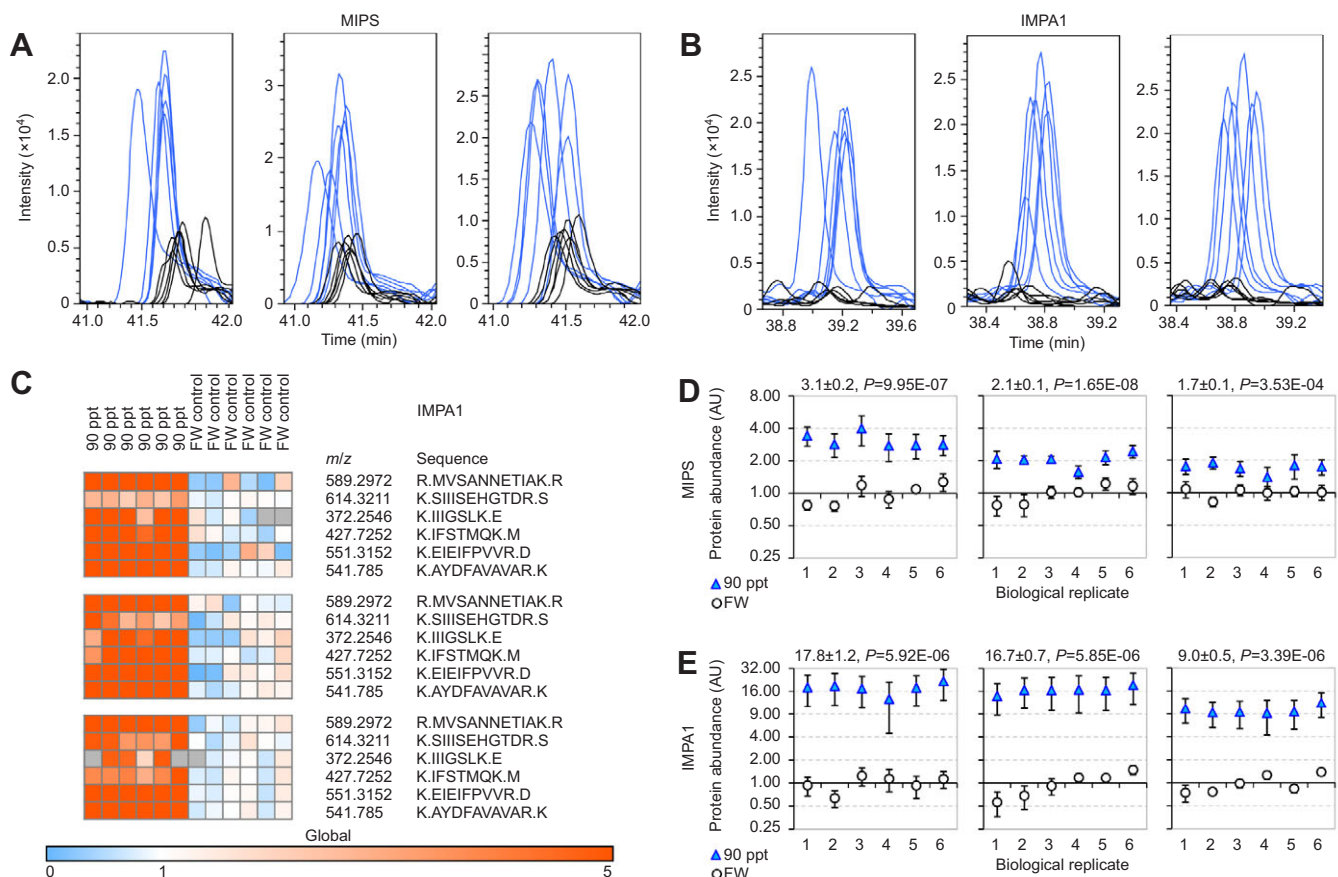 MIPS
IMPA1
A
B
Intensity (×10⁴)
2.0
1.5
1.0
0.5
0
3
2
1
0
2.5
2.0
1.5
1.0
0.5
0
41.0 41.5 42.0
41.0 41.5 42.0
41.0 41.5 42.0
Time (min)
Intensity (×10⁴)
2.5
2.0
1.5
1.0
0.5
0
2.5
2.0
1.5
1.0
0.5
0
2.5
2.0
1.5
1.0
0.5
0
38.8 39.2 39.6
38.4 38.8 39.2
38.4 38.8 39.2
Time (min)
C
90 ppt
90 ppt
90 ppt
90 ppt
90 ppt
90 ppt
FW control
FW control
FW control
FW control
FW control
FW control
IMPA1
m/z Sequence
589.2972 R.MVSANNETIAK.R
614.3211 K.SIIISEHGTDR.S
372.2546 K.IIIGSLK.E
427.7252 K.IFSTMQK.M
551.3152 K.EIEIFPVVR.D
541.785 K.AYDFAVAVAR.K
589.2972 R.MVSANNETIAK.R
614.3211 K.SIIISEHGTDR.S
372.2546 K.IIIGSLK.E
427.7252 K.IFSTMQK.M
551.3152 K.EIEIFPVVR.D
541.785 K.AYDFAVAVAR.K
589.2972 R.MVSANNETIAK.R
614.3211 K.SIIISEHGTDR.S
372.2546 K.IIIGSLK.E
427.7252 K.IFSTMQK.M
551.3152 K.EIEIFPVVR.D
541.785 K.AYDFAVAVAR.K
Global
0 1 5
D
3.1±0.2, P=9.95E-07
2.1±0.1, P=1.65E-08
1.7±0.1, P=3.53E-04
MIPS
Protein abundance (AU)
8.00
4.00
2.00
1.00
0.50
0.25
1 2 3 4 5 6
1 2 3 4 5 6
1 2 3 4 5 6
90 ppt
FW
Biological replicate
E
17.8±1.2, P=5.92E-06
16.7±0.7, P=5.85E-06
9.0±0.5, P=3.39E-06
IMPA1
Protein abundance (AU)
32.00
16.00
9.00
4.00
2.00
1.00
0.50
0.25
1 2 3 4 5 6
1 2 3 4 5 6
1 2 3 4 5 6
90 ppt
FW
Biological replicate